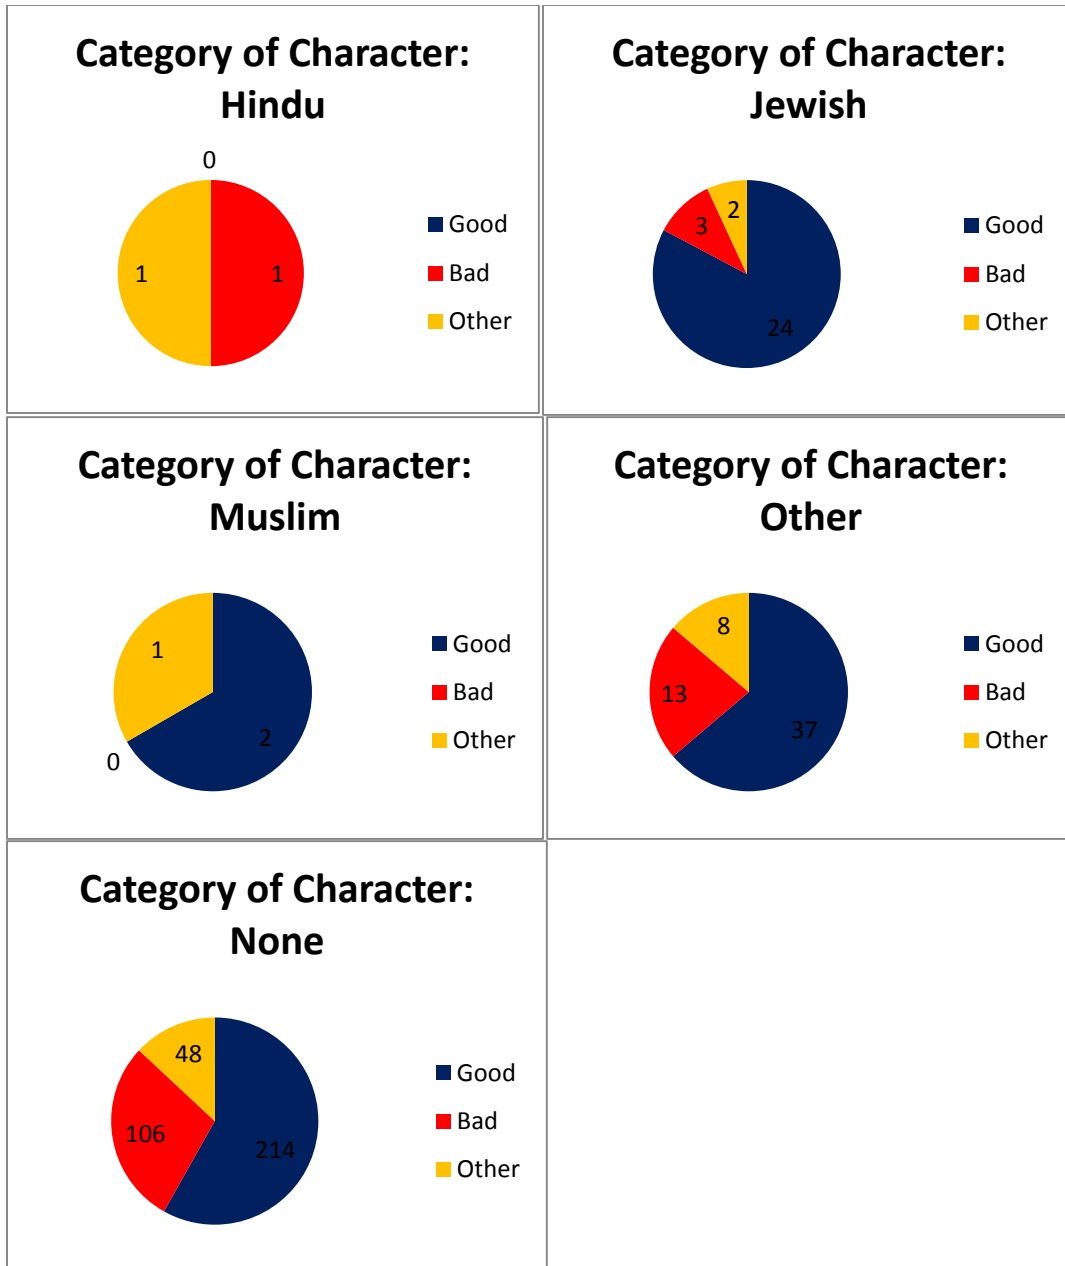 Category of Character:
Hindu
0
1
1
Good
Bad
Other
Category of Character:
Jewish
2
3
24
Good
Bad
Other
Category of Character:
Muslim
1
2
0
Good
Bad
Other
Category of Character:
Other
8
13
37
Good
Bad
Other
Category of Character:
None
48
106
214
Good
Bad
Other